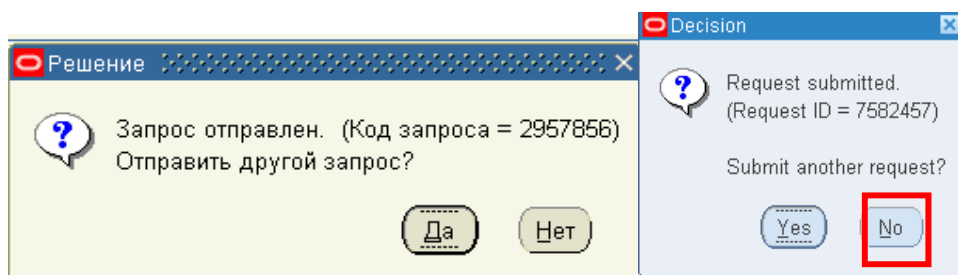 Решение
Запрос отправлен. (Код запроса = 2957856)
Отправить другой запрос?
Да
Нет
Decision
Request submitted.
(Request ID = 7582457)
Submit another request?
Yes
No